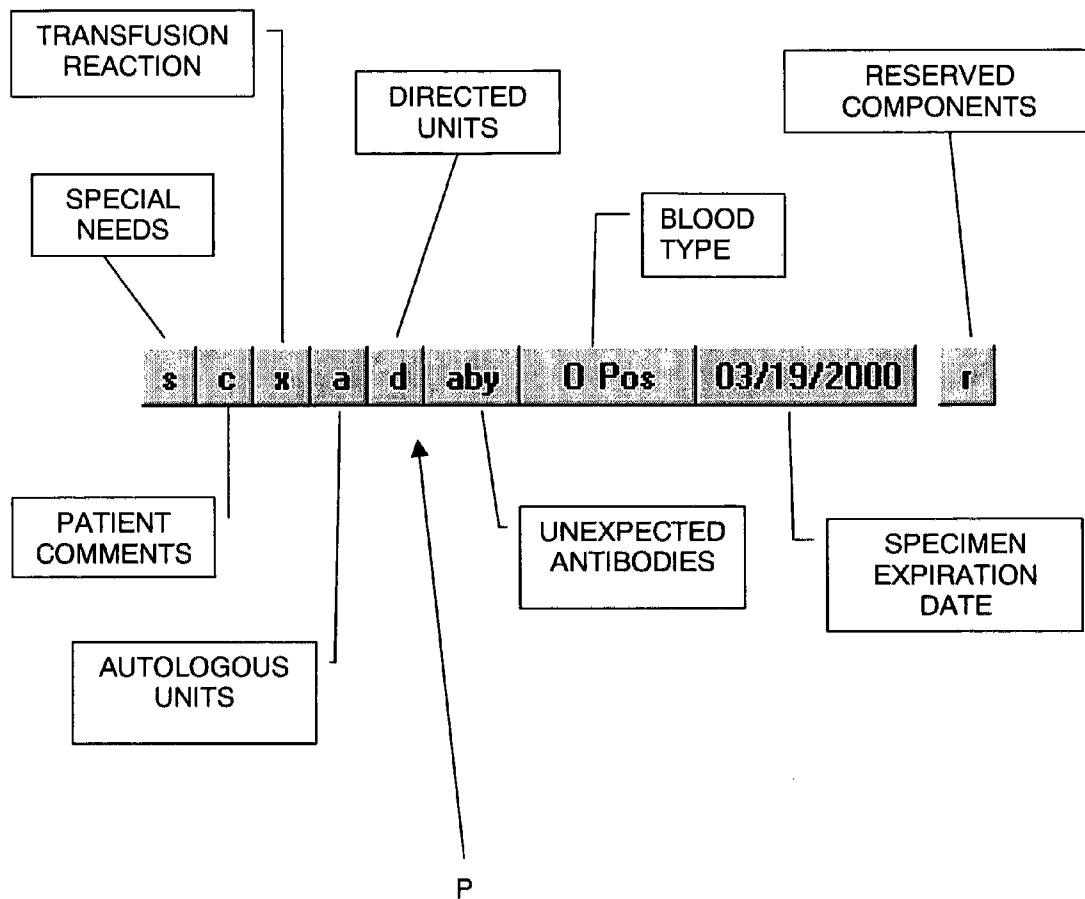 TRANSFUSION
REACTION
DIRECTED
UNITS
RESERVED
COMPONENTS
SPECIAL
NEEDS
BLOOD
TYPE
s c x a d aby O Pos 03/19/2000 r
PATIENT
COMMENTS
UNEXPECTED
ANTIBODIES
SPECIMEN
EXPIRATION
DATE
AUTOLOGOUS
UNITS
P